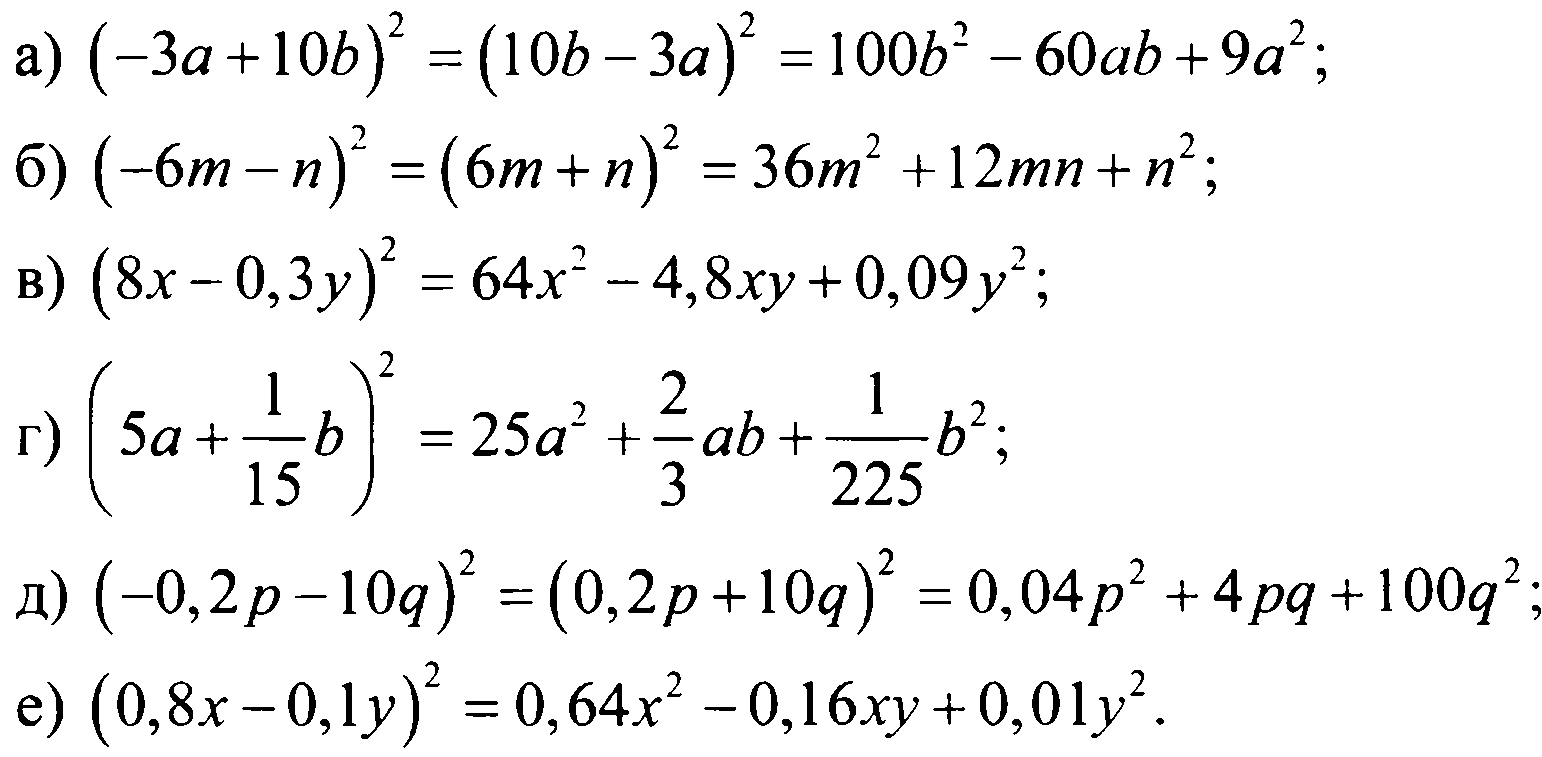 а) (−3a + 10b)² = (10b − 3a)² = 100b² − 60ab + 9a²;
б) (−6m − n)² = (6m + n)² = 36m² + 12mn + n²;
в) (8x − 0,3y)² = 64x² − 4,8xy + 0,09y²;
г) (5a + 1/15 b)² = 25a² + 2/3 ab + 1/225 b²;
д) (−0,2p − 10q)² = (0,2p + 10q)² = 0,04p² + 4pq + 100q²;
е) (0,8x − 0,1y)² = 0,64x² − 0,16xy + 0,01y².